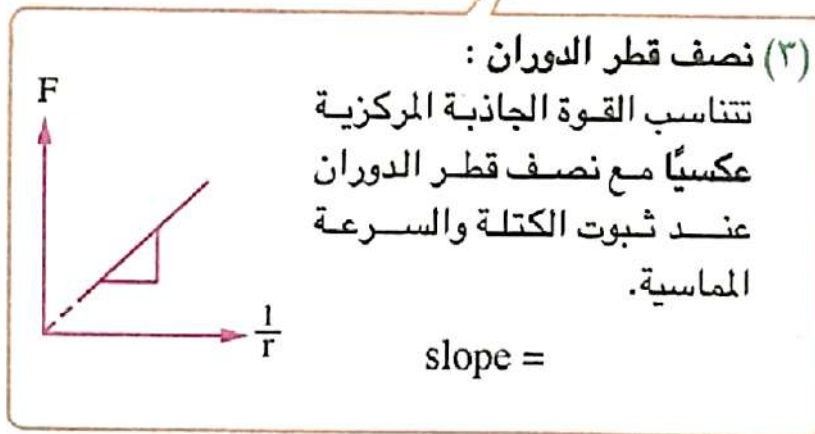 (٣) نصف قطر الدوران :
تتناسب القوة الجاذبة المركزية
عكسيًا مع نصف قطر الدوران
عند ثبوت الكتلة والسرعة
المماسية.
slope =
F
1/r